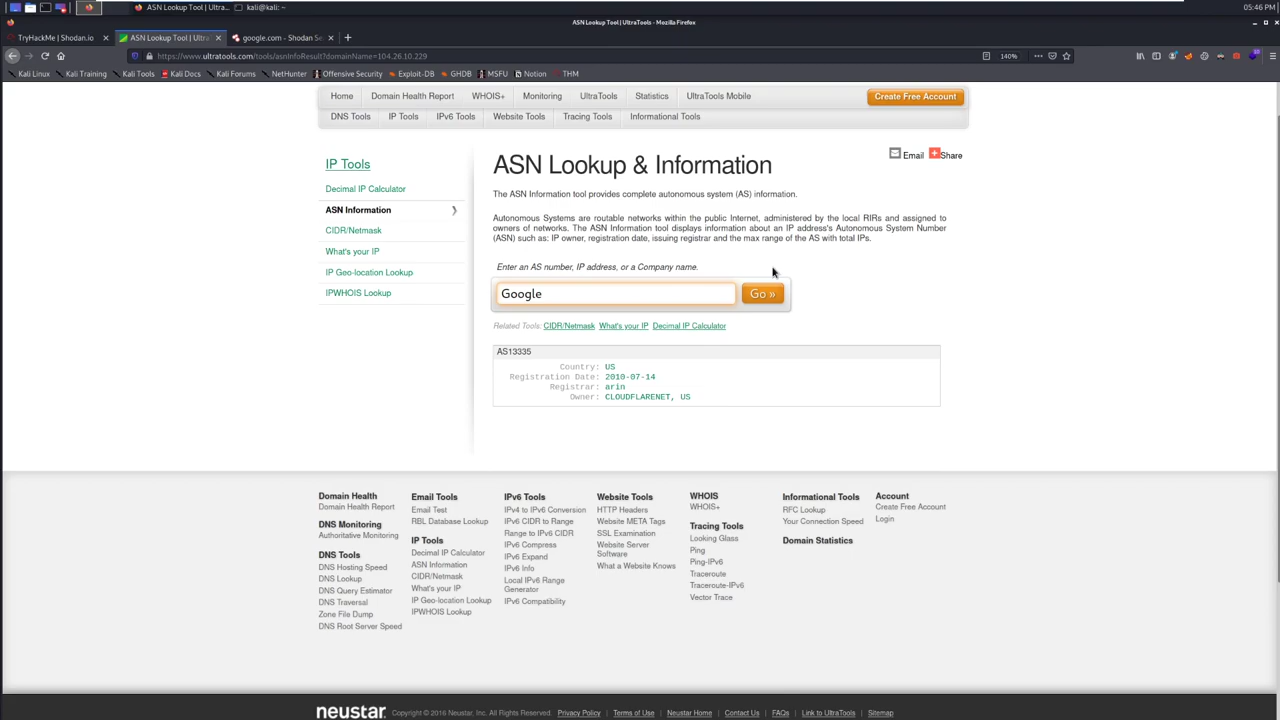 ASN Lookup Tool | Ultra...
kali@kali: ~
05:46 PM
ASN Lookup Tool | UltraTools - Mozilla Firefox
TryHackMe | Shodan.io
ASN Lookup Tool | Ultra
google.com - Shodan Se
https://www.ultratools.com/tools/asnInfoResult?domainName=104.26.10.229
140%
Kali Linux
Kali Training
Kali Tools
Kali Docs
Kali Forums
NetHunter
Offensive Security
Exploit-DB
GHDB
MSFU
Notion
THM
Home
Domain Health Report
WHOIS+
Monitoring
UltraTools
Statistics
UltraTools Mobile
Create Free Account
DNS Tools
IP Tools
IPv6 Tools
Website Tools
Tracing Tools
Informational Tools
IP Tools
Decimal IP Calculator
ASN Information
CIDR/Netmask
What's your IP
IP Geo-location Lookup
IPWHOIS Lookup
ASN Lookup & Information
Email
Share
The ASN Information tool provides complete autonomous system (AS) information.
Autonomous Systems are routable networks within the public Internet, administered by the local RIRs and assigned to
owners of networks. The ASN Information tool displays information about an IP address's Autonomous System Number
(ASN) such as: IP owner, registration date, issuing registrar and the max range of the AS with total IPs.
Enter an AS number, IP address, or a Company name.
Google
Go »
Related Tools: CIDR/Netmask What's your IP Decimal IP Calculator
AS13335
Country: US
Registration Date: 2010-07-14
Registrar: arin
Owner: CLOUDFLARENET, US
Domain Health
Domain Health Report
DNS Monitoring
Authoritative Monitoring
DNS Tools
DNS Hosting Speed
DNS Lookup
DNS Query Estimator
DNS Traversal
Zone File Dump
DNS Root Server Speed
Email Tools
Email Test
RBL Database Lookup
IP Tools
Decimal IP Calculator
ASN Information
CIDR/Netmask
What's your IP
IP Geo-location Lookup
IPWHOIS Lookup
IPv6 Tools
IPv4 to IPv6 Conversion
IPv6 CIDR to Range
Range to IPv6 CIDR
IPv6 Compress
IPv6 Expand
IPv6 Info
Local IPv6 Range
Generator
IPv6 Compatibility
Website Tools
HTTP Headers
Website META Tags
SSL Examination
Website Server
Software
What a Website Knows
WHOIS
WHOIS+
Tracing Tools
Looking Glass
Ping
Ping-IPv6
Traceroute
Traceroute-IPv6
Vector Trace
Informational Tools
RFC Lookup
Your Connection Speed
Domain Statistics
Account
Create Free Account
Login
neustar
Copyright © 2016 Neustar, Inc. All Rights Reserved.
Privacy Policy
Terms of Use
Neustar Home
Contact Us
FAQs
Link to UltraTools
Sitemap